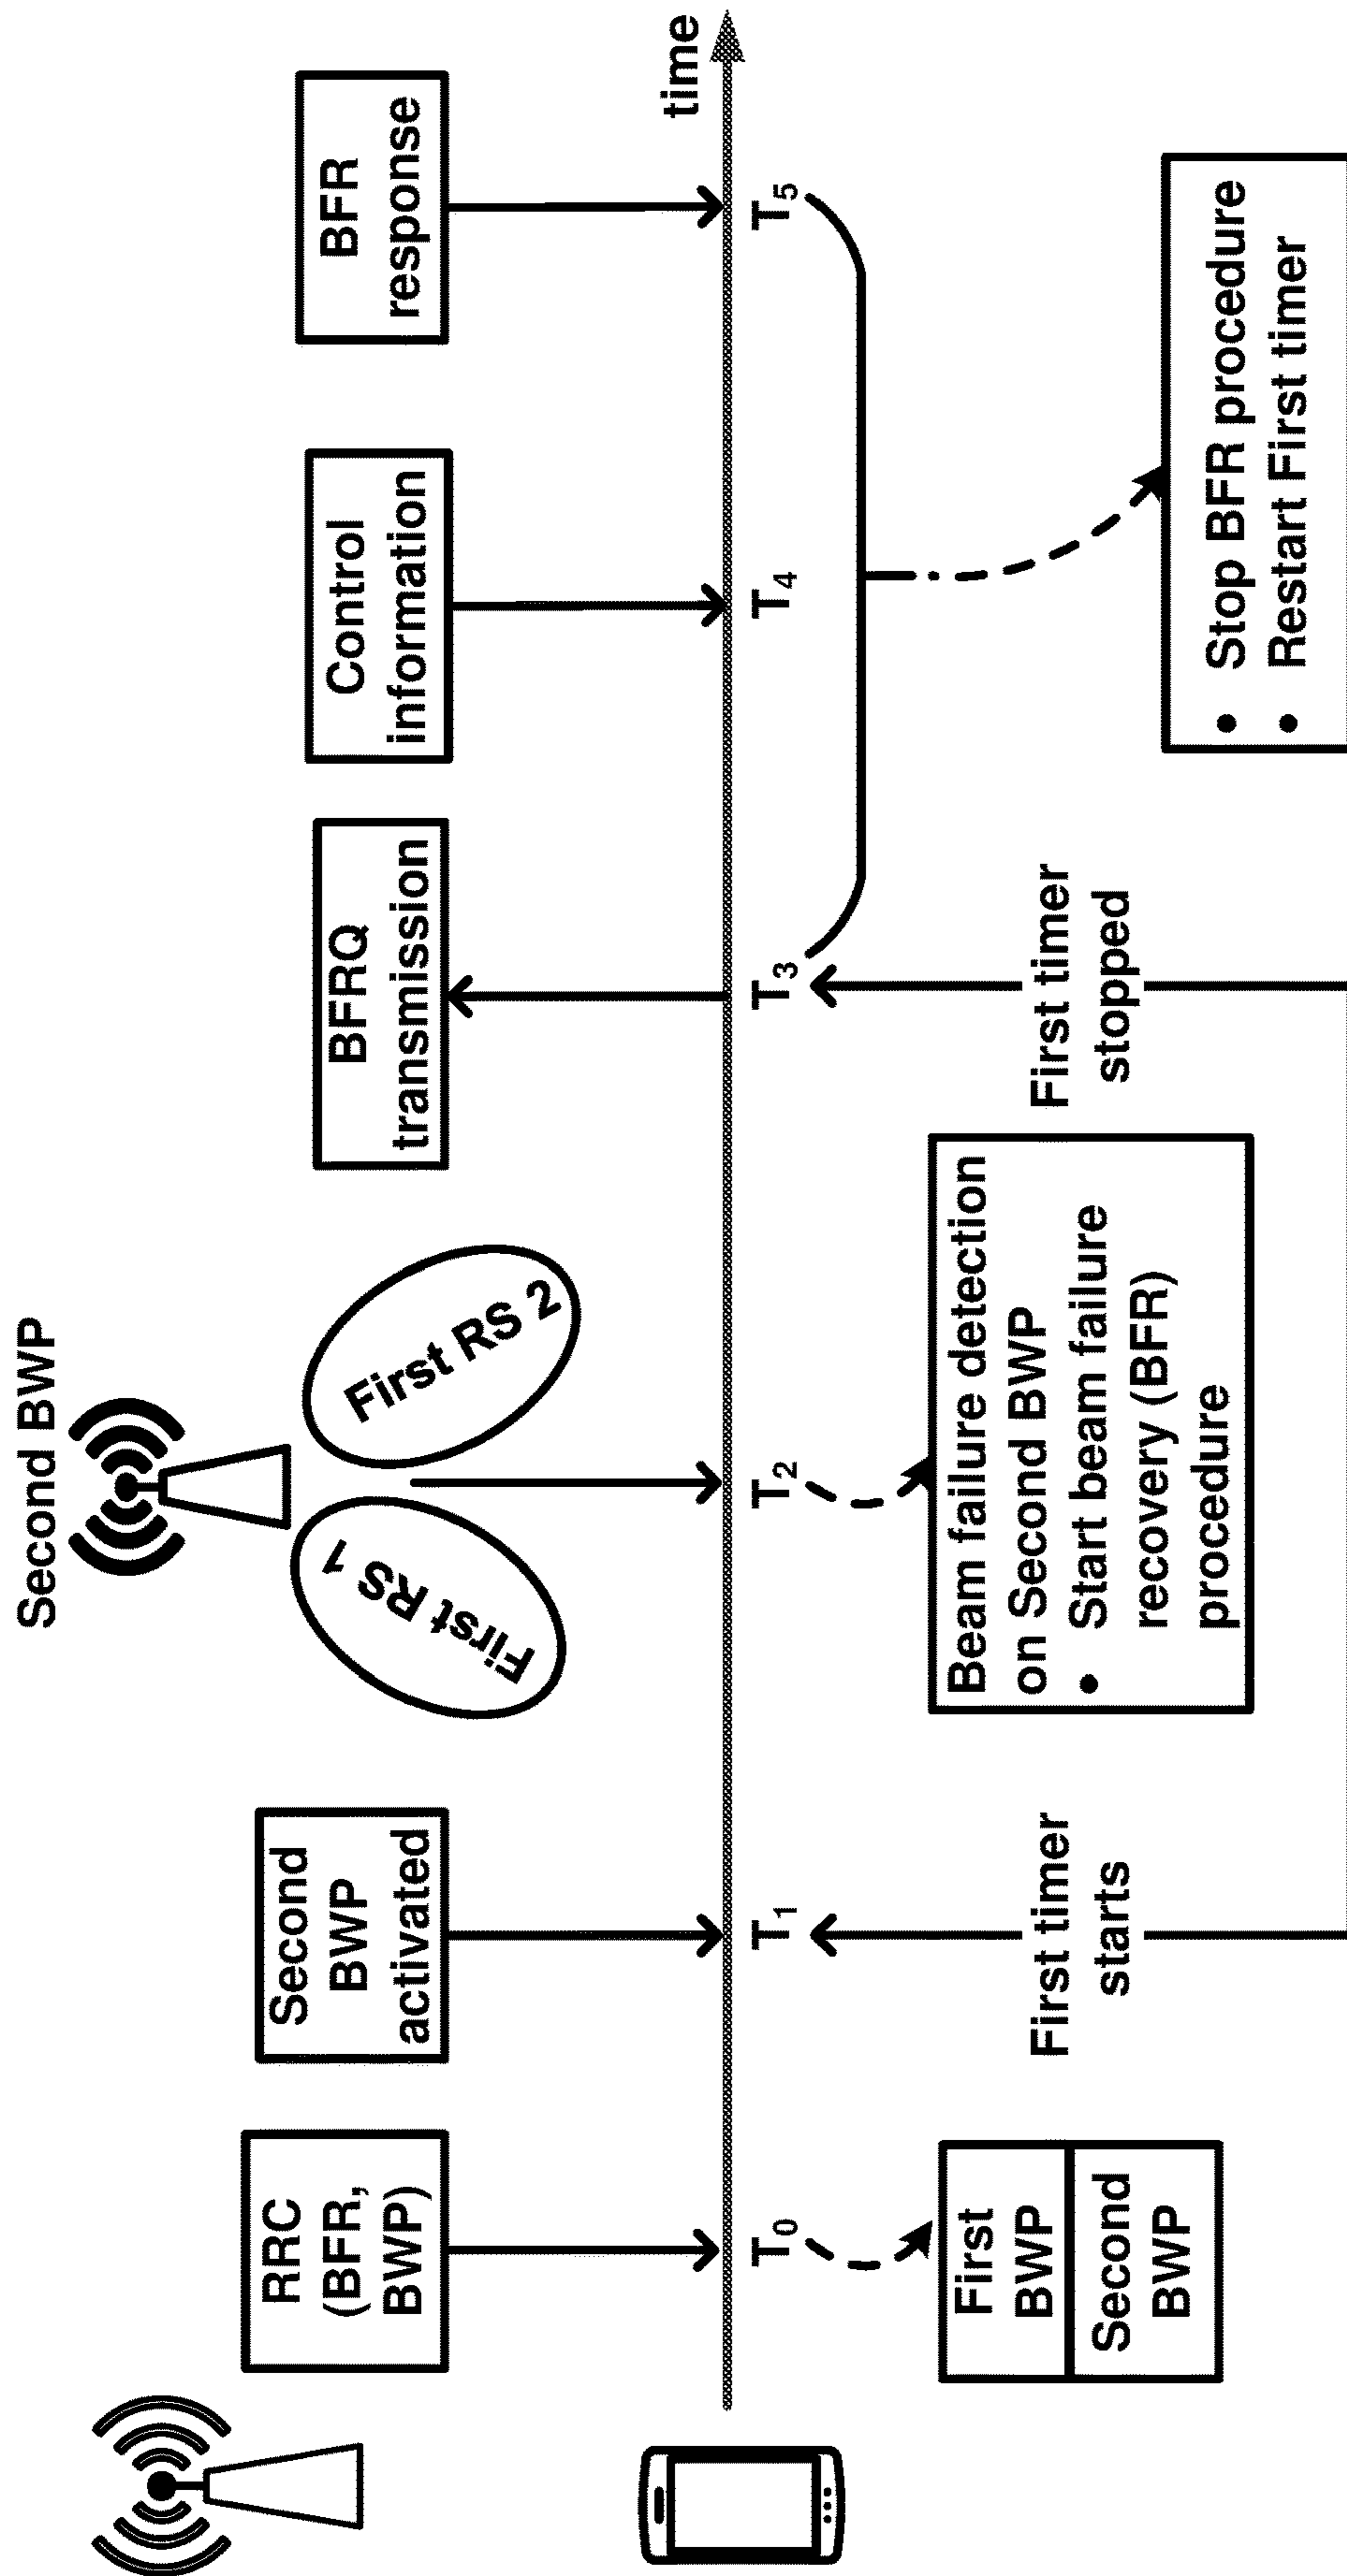 Second BWP
RRC
(BFR,
BWP)
Second
BWP
activated
First RS 1
First RS 2
BFRQ
transmission
Control
information
BFR
response
time
T0
T1
T2
T3
T4
T5
First
BWP
Second
BWP
First timer
starts
Beam failure detection
on Second BWP
• Start beam failure
recovery (BFR)
procedure
First timer
stopped
• Stop BFR procedure
• Restart First timer